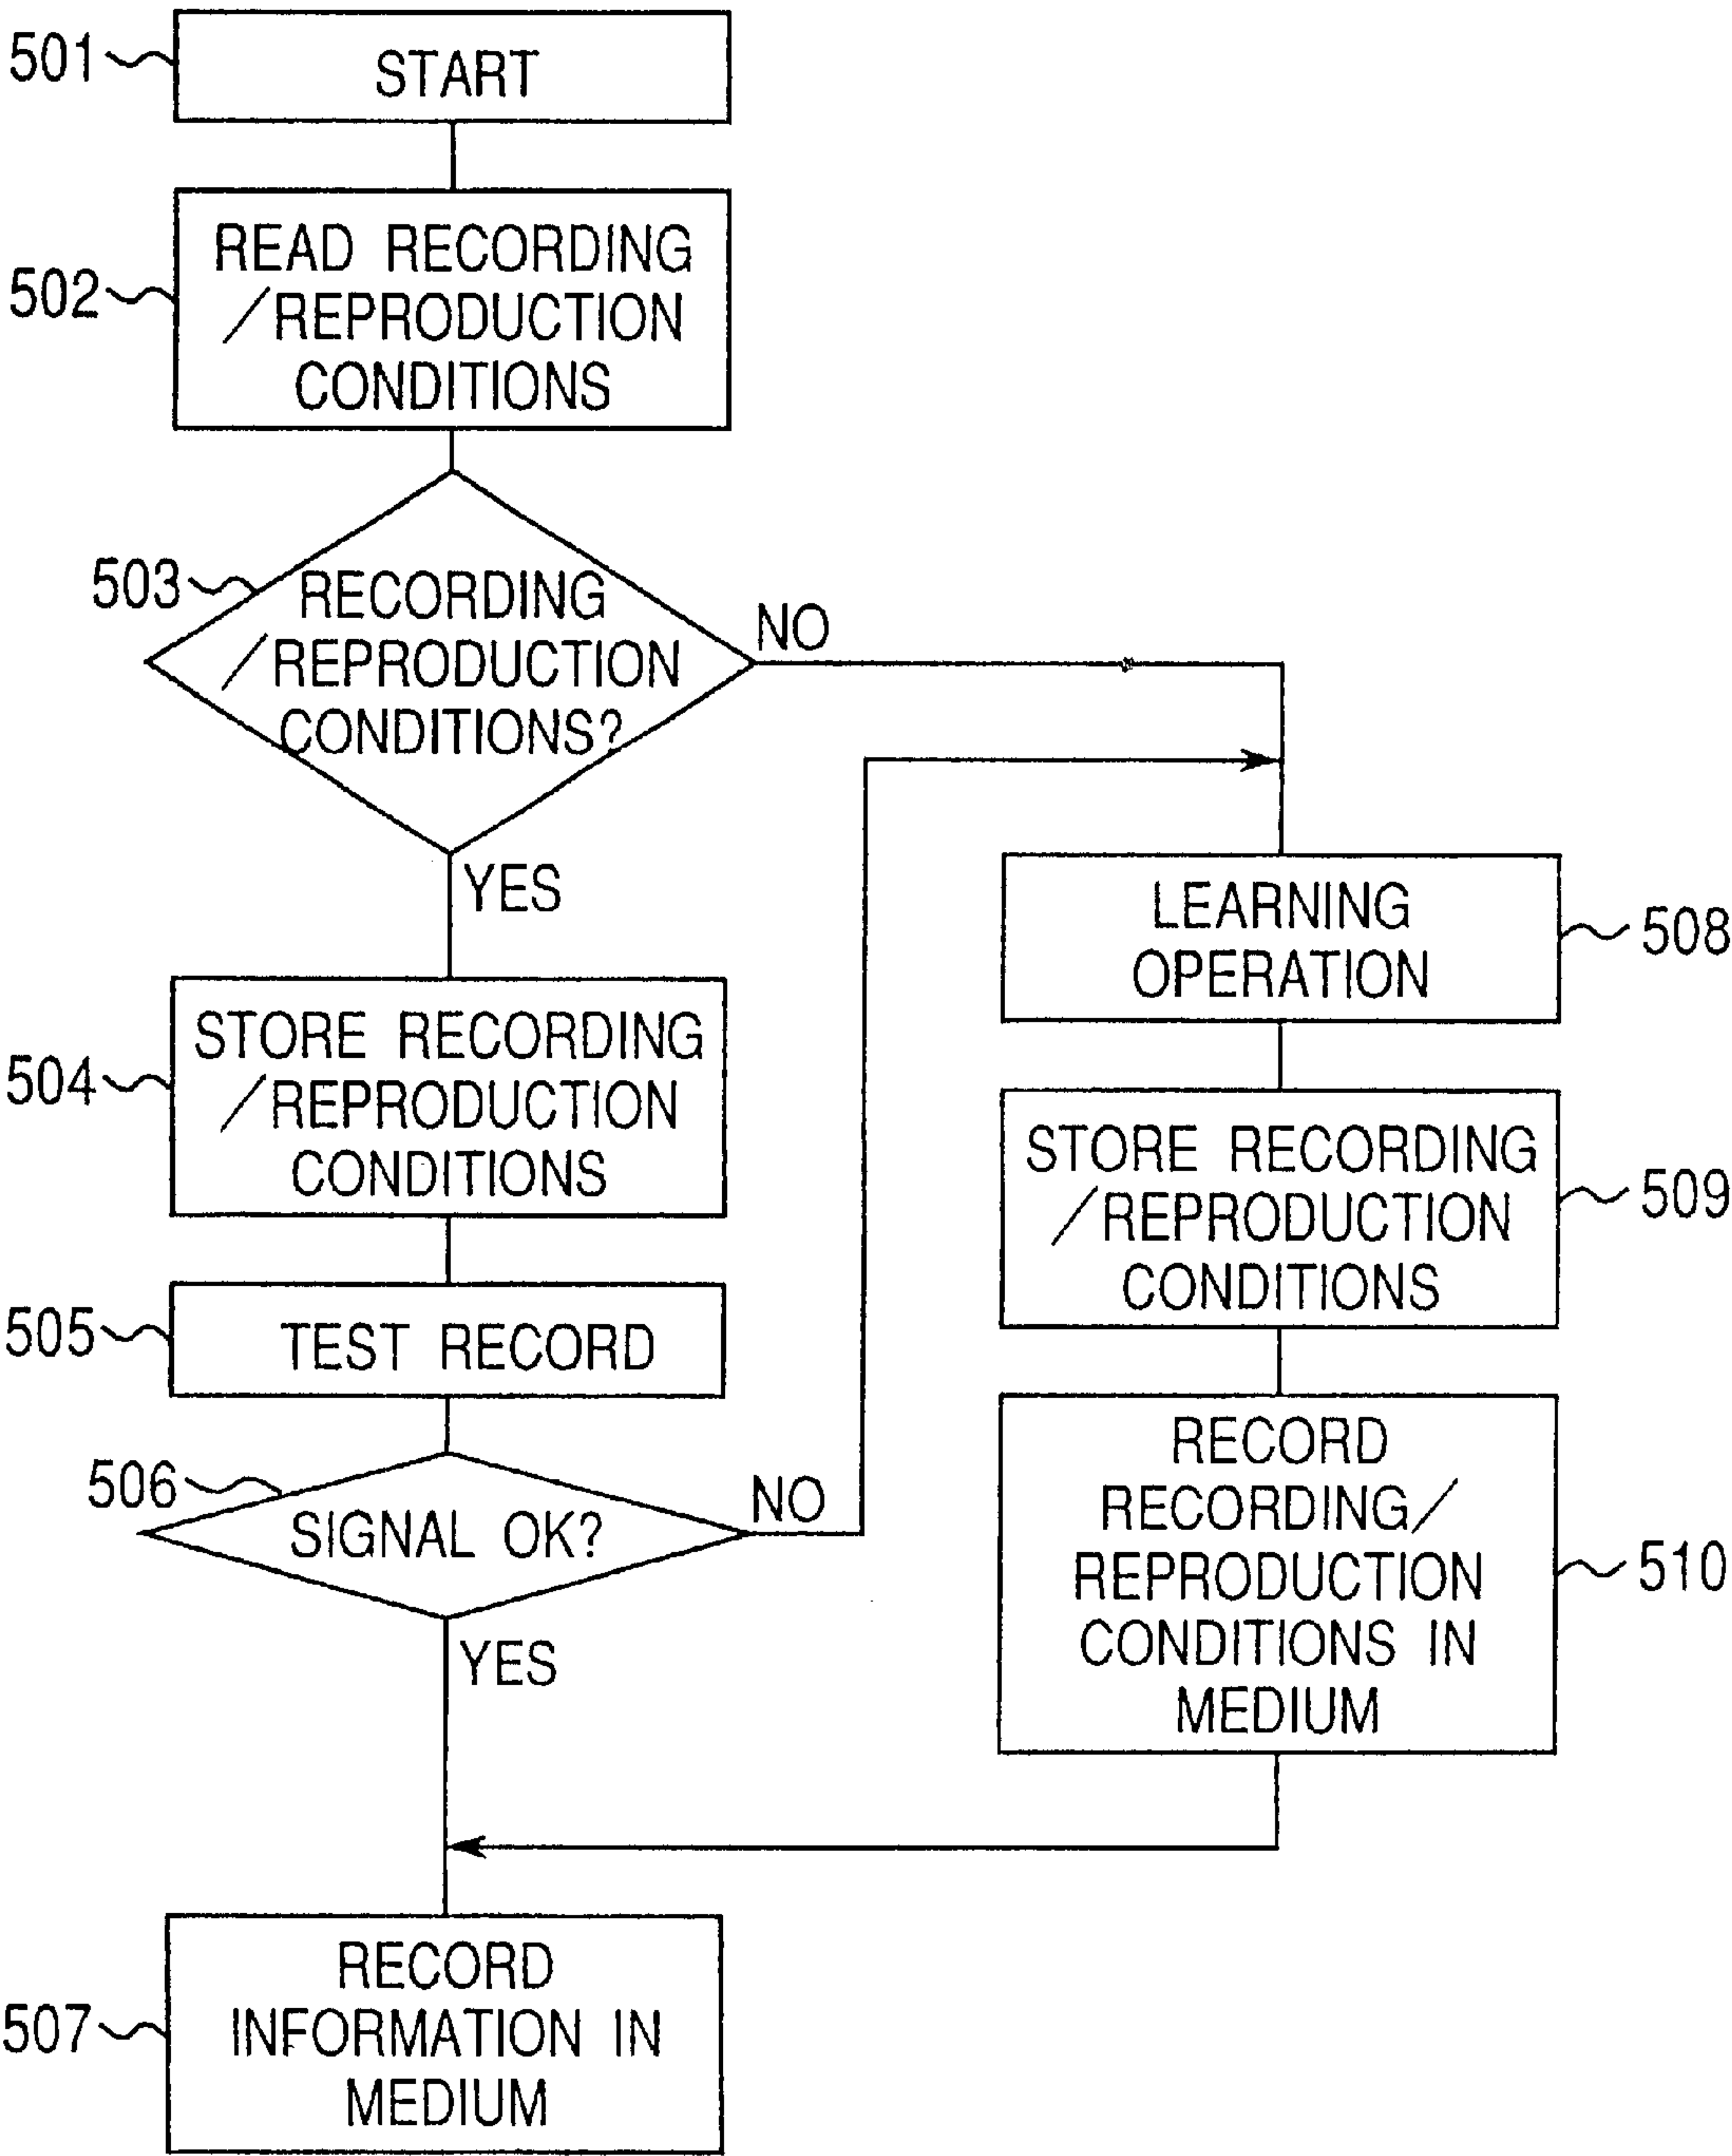 501
START
502
READ RECORDING
/REPRODUCTION
CONDITIONS
503
RECORDING
/REPRODUCTION
CONDITIONS?
NO
YES
504
STORE RECORDING
/REPRODUCTION
CONDITIONS
505
TEST RECORD
506
SIGNAL OK?
NO
YES
507
RECORD
INFORMATION IN
MEDIUM
LEARNING
OPERATION
508
STORE RECORDING
/REPRODUCTION
CONDITIONS
509
RECORD
RECORDING/
REPRODUCTION
CONDITIONS IN
MEDIUM
510